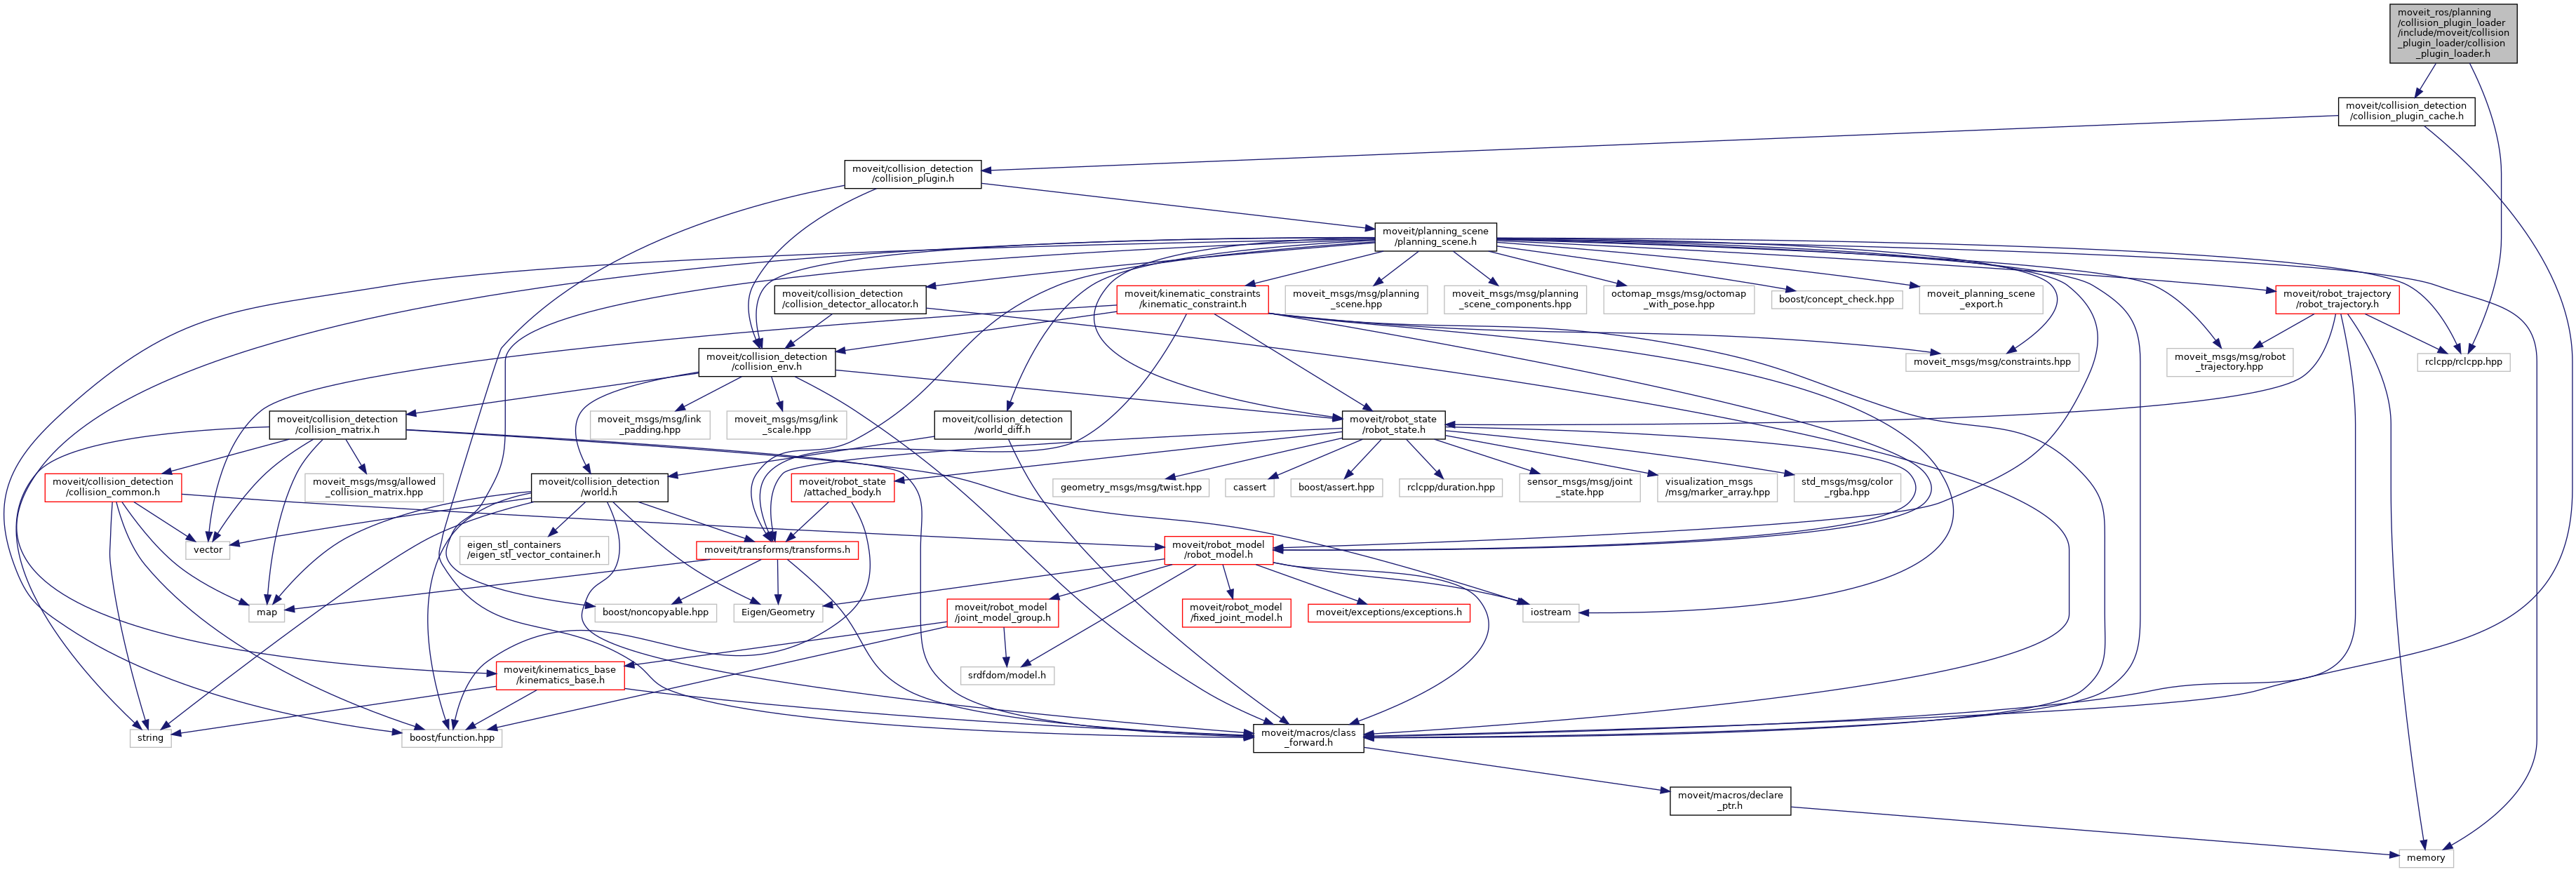 moveit_ros/planning
/collision_plugin_loader
/include/moveit/collision
_plugin_loader/collision
_plugin_loader.h
moveit/collision_detection
/collision_plugin_cache.h
moveit/collision_detection
/collision_plugin.h
moveit/planning_scene
/planning_scene.h
moveit/collision_detection
/collision_detector_allocator.h
moveit/kinematic_constraints
/kinematic_constraint.h
moveit_msgs/msg/planning
_scene.hpp
moveit_msgs/msg/planning
_scene_components.hpp
octomap_msgs/msg/octomap
_with_pose.hpp
boost/concept_check.hpp
moveit_planning_scene
_export.h
moveit/robot_trajectory
/robot_trajectory.h
moveit/collision_detection
/collision_env.h
moveit_msgs/msg/constraints.hpp
moveit_msgs/msg/robot
_trajectory.hpp
rclcpp/rclcpp.hpp
moveit/collision_detection
/collision_matrix.h
moveit_msgs/msg/link
_padding.hpp
moveit_msgs/msg/link
_scale.hpp
moveit/collision_detection
/world_diff.h
moveit/robot_state
/robot_state.h
moveit/collision_detection
/collision_common.h
moveit_msgs/msg/allowed
_collision_matrix.hpp
moveit/collision_detection
/world.h
moveit/robot_state
/attached_body.h
geometry_msgs/msg/twist.hpp
cassert
boost/assert.hpp
rclcpp/duration.hpp
sensor_msgs/msg/joint
_state.hpp
visualization_msgs
/msg/marker_array.hpp
std_msgs/msg/color
_rgba.hpp
vector
eigen_stl_containers
/eigen_stl_vector_container.h
moveit/transforms/transforms.h
moveit/robot_model
/robot_model.h
map
boost/noncopyable.hpp
Eigen/Geometry
moveit/robot_model
/joint_model_group.h
moveit/robot_model
/fixed_joint_model.h
moveit/exceptions/exceptions.h
iostream
moveit/kinematics_base
/kinematics_base.h
srdfdom/model.h
string
boost/function.hpp
moveit/macros/class
_forward.h
moveit/macros/declare
_ptr.h
memory